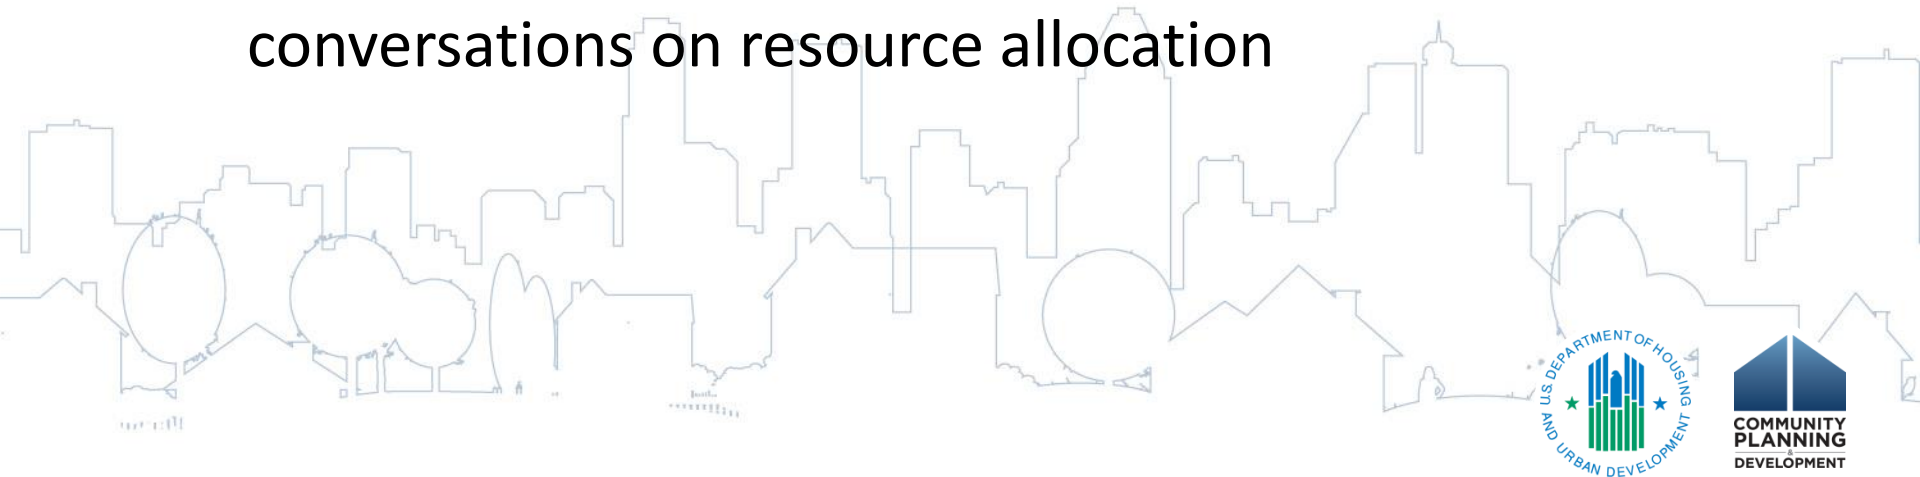 conversations on resource allocation
U.S. DEPARTMENT OF HOUSING
AND URBAN DEVELOPMENT
COMMUNITY
PLANNING
&
DEVELOPMENT